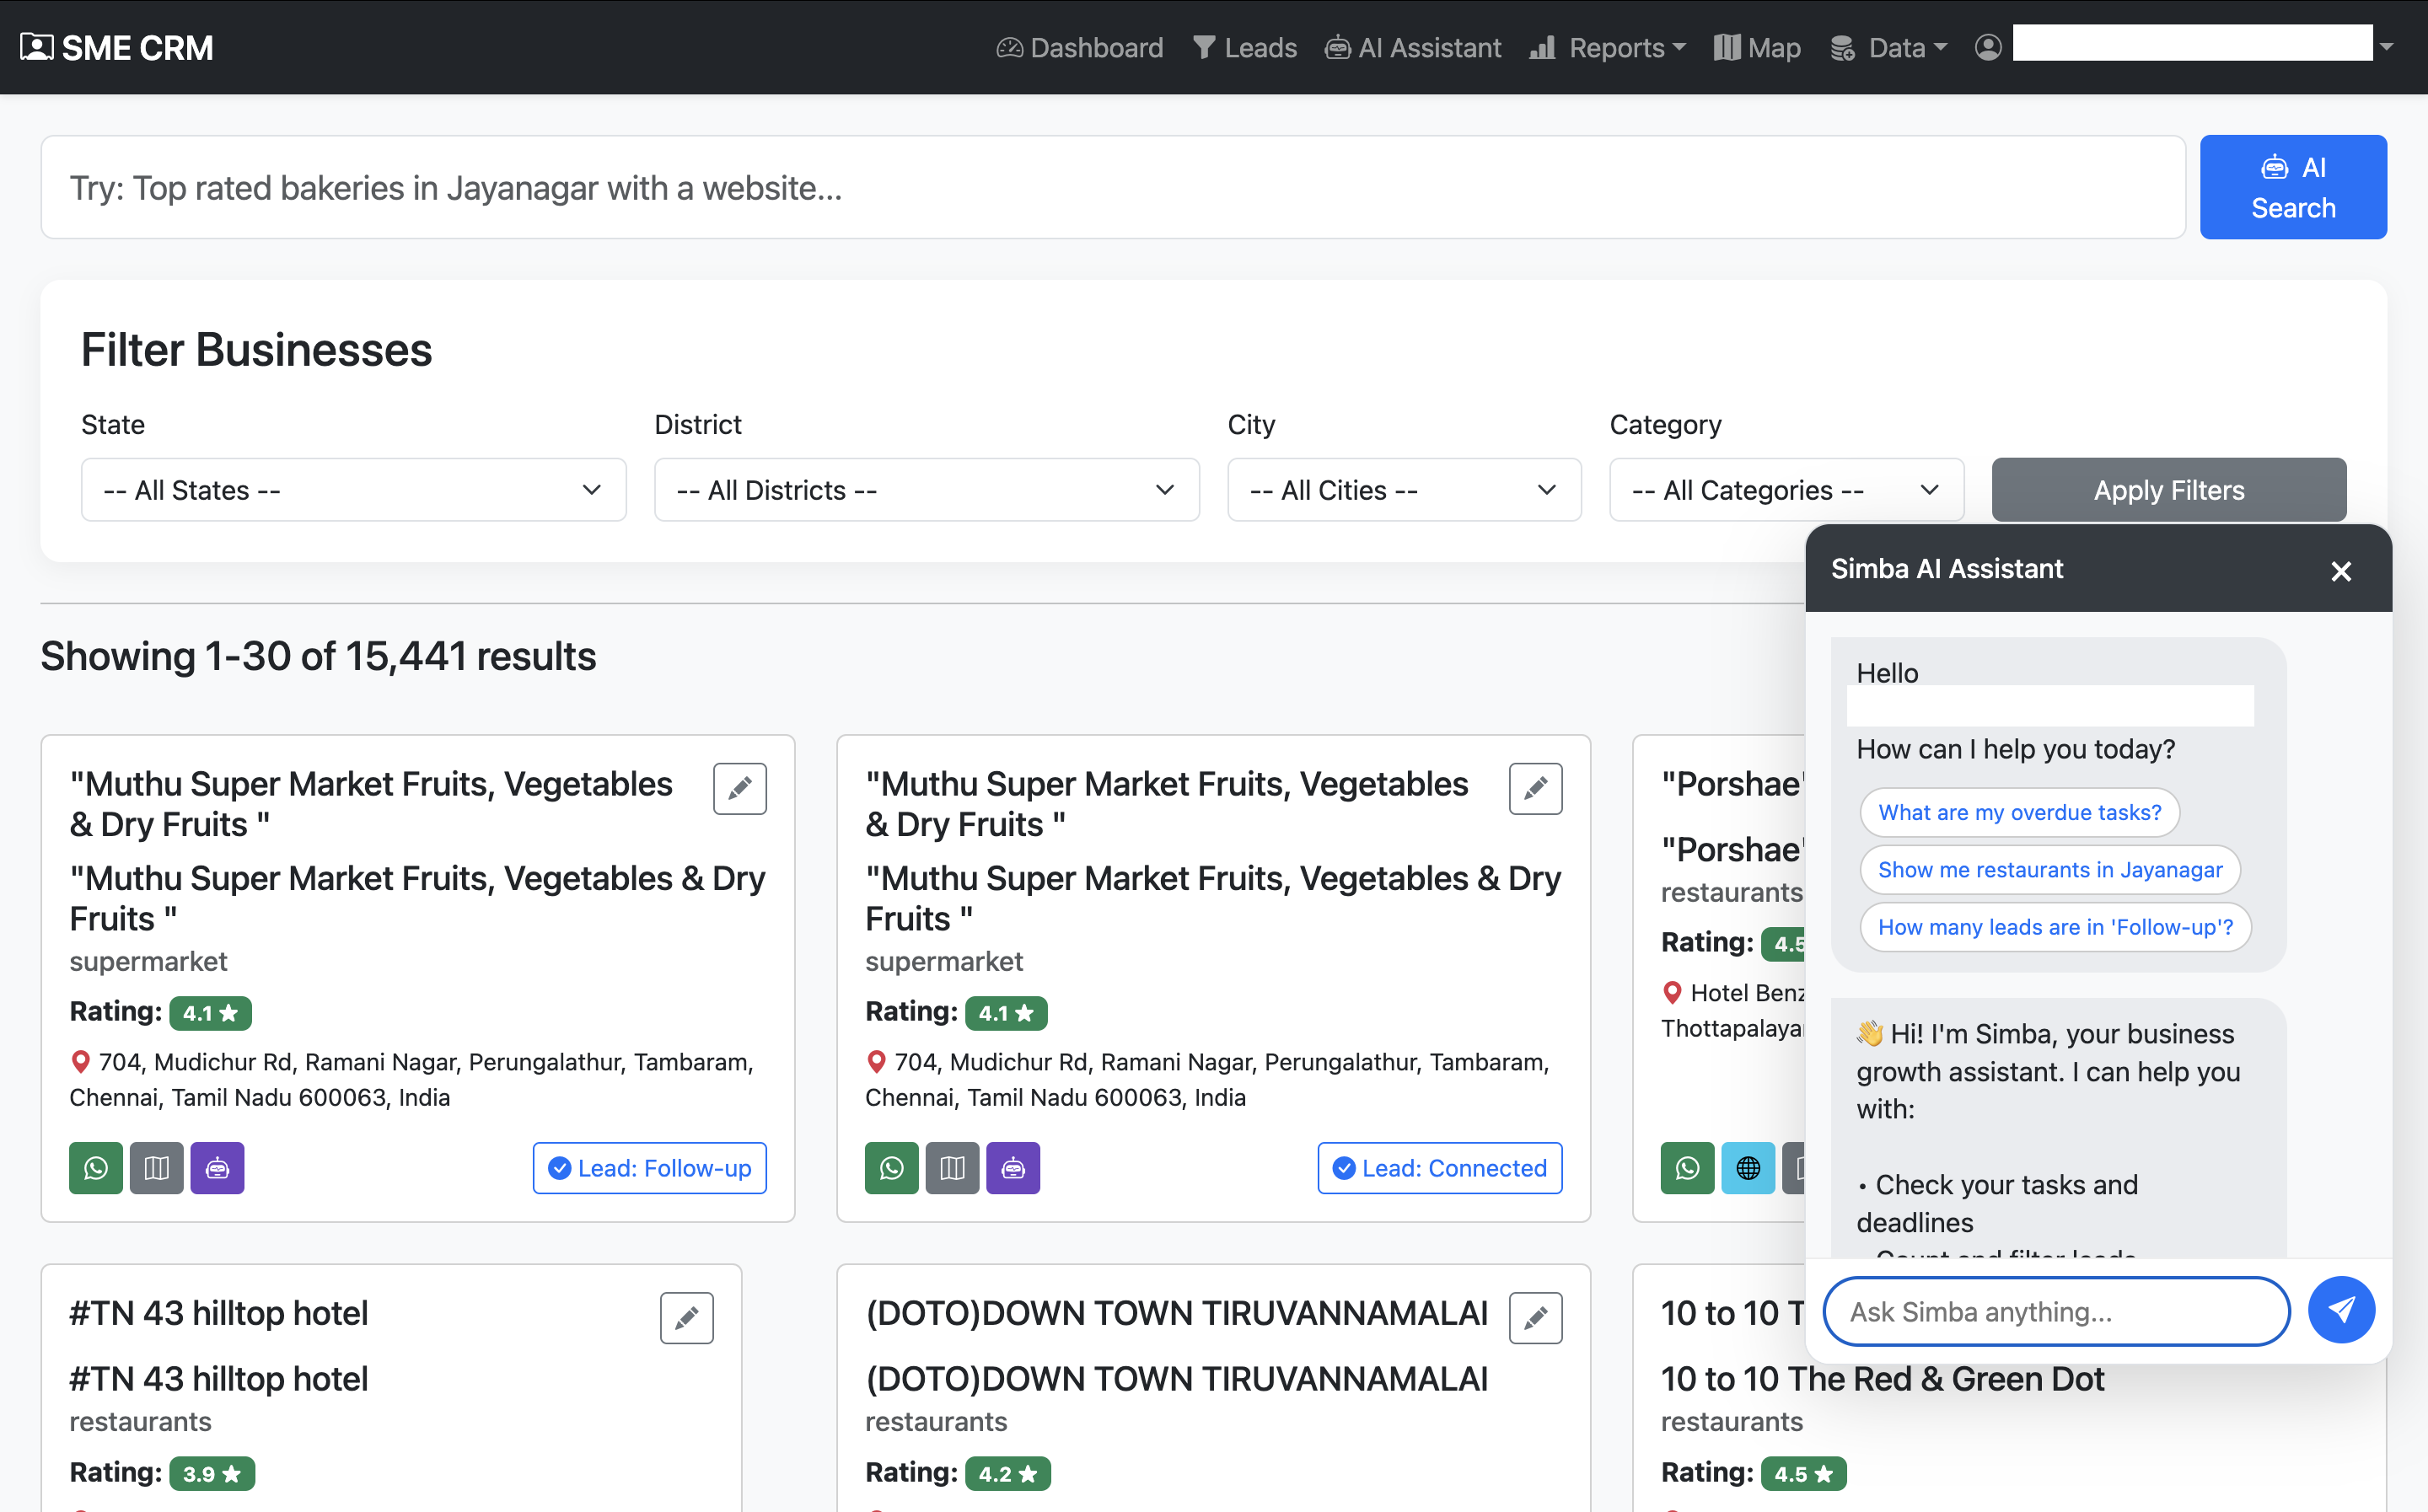 SME CRM
Dashboard
Leads
AI Assistant
Reports
Map
Data
Try: Top rated bakeries in Jayanagar with a website...
AI
Search
Filter Businesses
State
District
City
Category
-- All States --
-- All Districts --
-- All Cities --
-- All Categories --
Apply Filters
Showing 1-30 of 15,441 results
"Muthu Super Market Fruits, Vegetables
& Dry Fruits "
"Muthu Super Market Fruits, Vegetables & Dry
Fruits "
supermarket
Rating: 4.1
704, Mudichur Rd, Ramani Nagar, Perungalathur, Tambaram,
Chennai, Tamil Nadu 600063, India
Lead: Follow-up
"Muthu Super Market Fruits, Vegetables
& Dry Fruits "
"Muthu Super Market Fruits, Vegetables & Dry
Fruits "
supermarket
Rating: 4.1
704, Mudichur Rd, Ramani Nagar, Perungalathur, Tambaram,
Chennai, Tamil Nadu 600063, India
Lead: Connected
"Porshae"
"Porshae"
restaurants
Rating: 4.5
Hotel Benz
#TN 43 hilltop hotel
#TN 43 hilltop hotel
restaurants
Rating: 3.9
(DOTO)DOWN TOWN TIRUVANNAMALAI
(DOTO)DOWN TOWN TIRUVANNAMALAI
restaurants
Rating: 4.2
10 to 10
10 to 10 The Red & Green Dot
restaurants
Rating: 4.5
Simba AI Assistant
Hello
How can I help you today?
What are my overdue tasks?
Show me restaurants in Jayanagar
How many leads are in 'Follow-up'?
👋 Hi! I'm Simba, your business
growth assistant. I can help you
with:
• Check your tasks and
deadlines
Count and filter leads
Ask Simba anything...